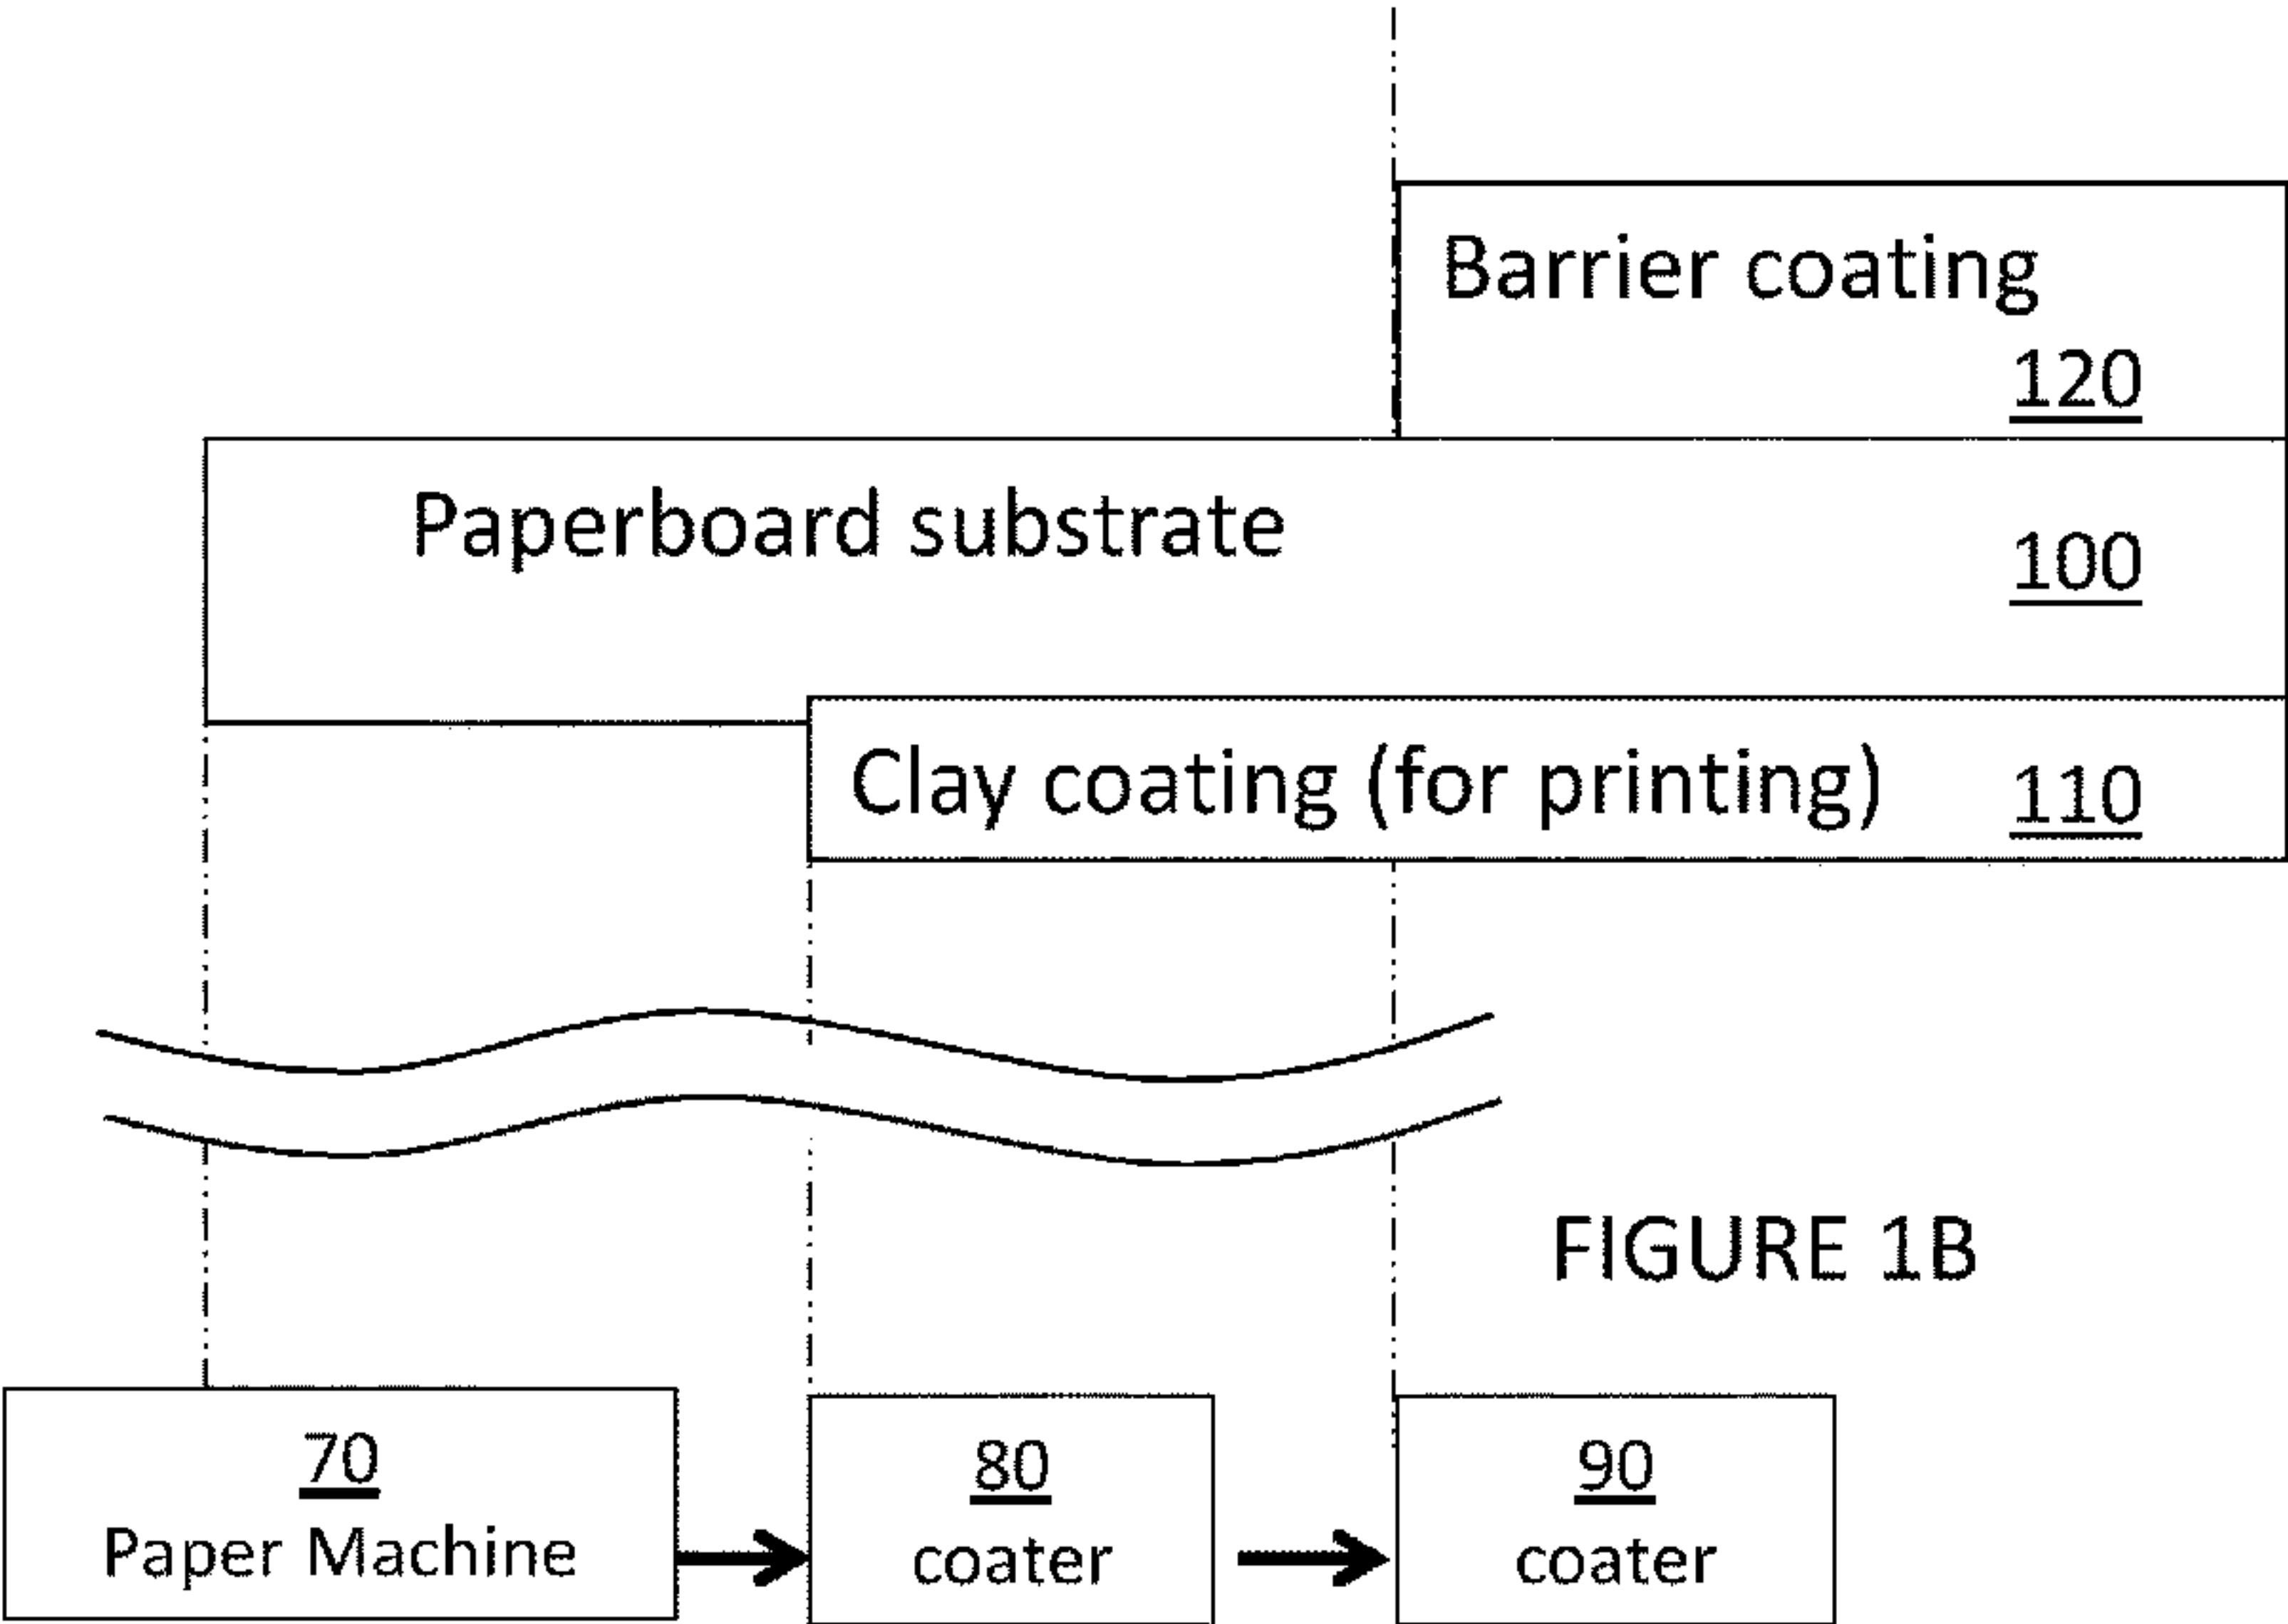 Barrier coating
120
Paperboard substrate
100
Clay coating (for printing)
110
FIGURE 1B
70
Paper Machine
80
coater
90
coater